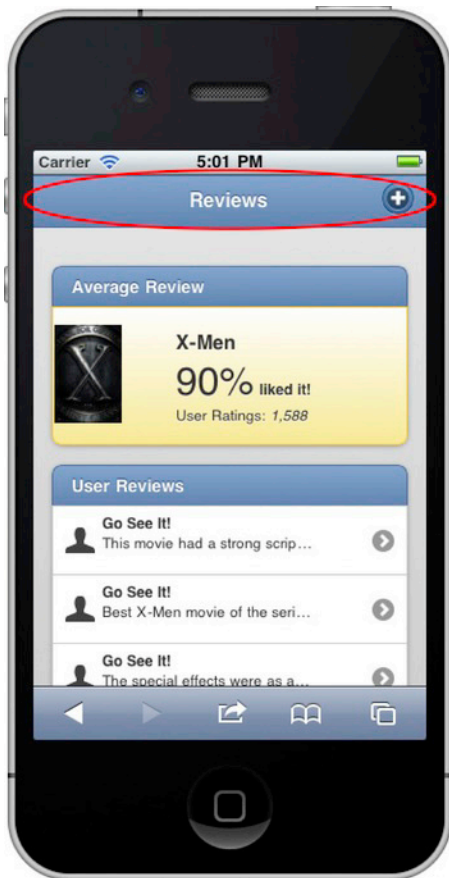 Carrier 5:01 PM
Reviews
Average Review
X-Men
90% liked it!
User Ratings: 1,588
User Reviews
Go See It!
This movie had a strong scrip...
Go See It!
Best X-Men movie of the seri...
Go See It!
The special effects were as a...